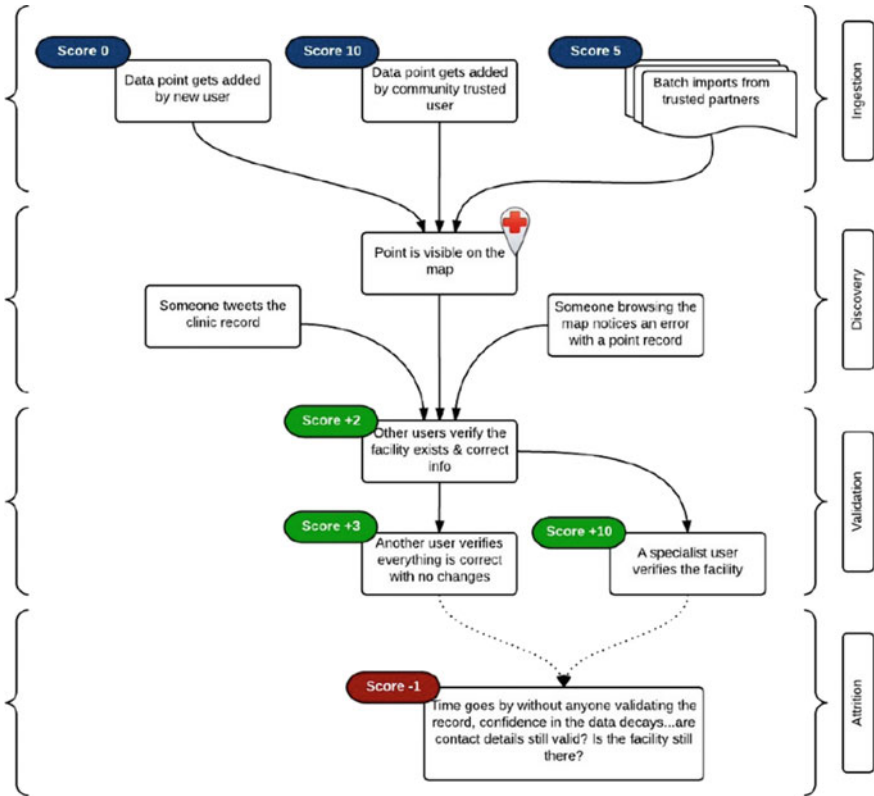 Score 0
Data point gets added
by new user
Score 10
Data point gets added
by community trusted
user
Score 5
Batch imports from
trusted partners
Ingestion
Point is visible on the
map
Someone tweets the
clinic record
Someone browsing the
map notices an error
with a point record
Discovery
Score +2
Other users verify the
facility exists & correct
info
Score +3
Another user verifies
everything is correct
with no changes
Score +10
A specialist user
verifies the facility
Validation
Score -1
Time goes by without anyone validating the
record, confidence in the data decays...are
contact details still valid? Is the facility still
there?
Attrition